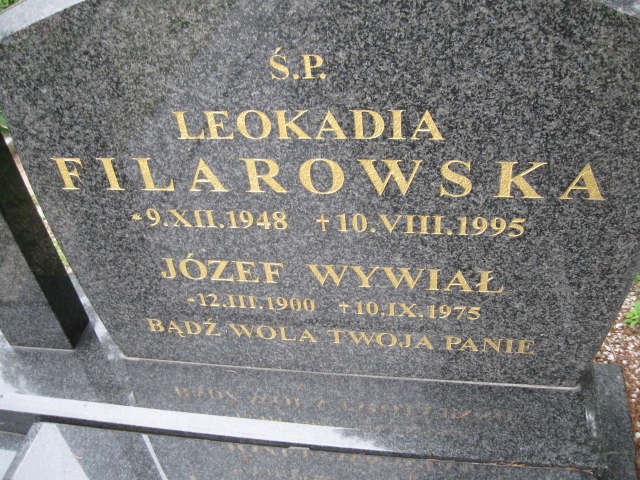 Ś.P.
LEOKADIA
FILAROWSKA
*9.XII.1948 †10.VIII.1995
JÓZEF WYWIAŁ
*12.III.1900 †10.IX.1975
BĄDŹ WOLA TWOJA PANIE